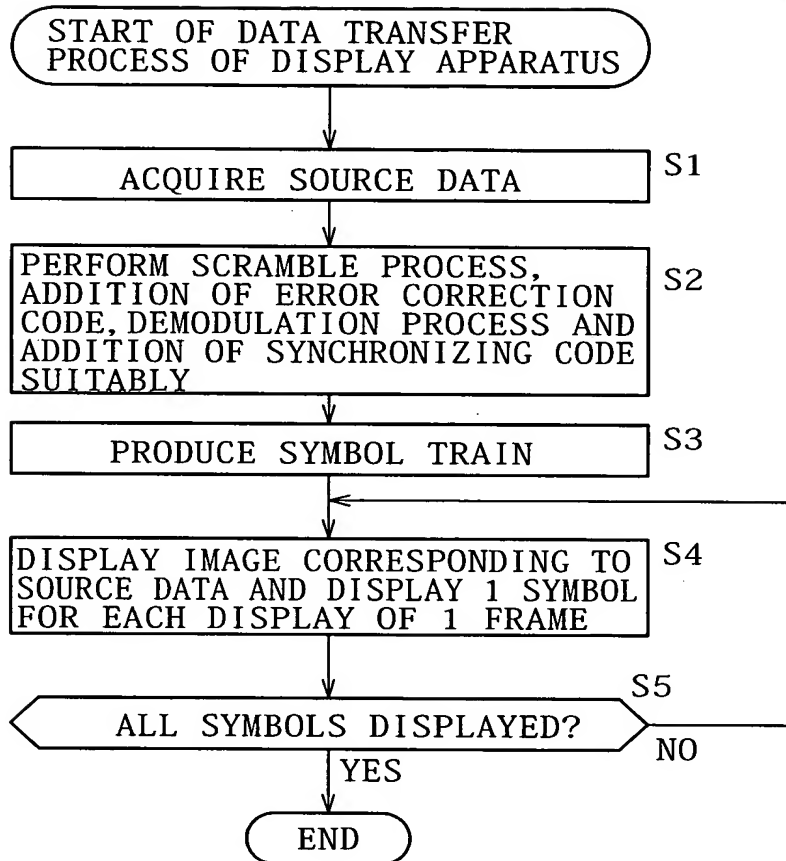 START OF DATA TRANSFER
PROCESS OF DISPLAY APPARATUS
ACQUIRE SOURCE DATA
S1
PERFORM SCRAMBLE PROCESS,
ADDITION OF ERROR CORRECTION
CODE, DEMODULATION PROCESS AND
ADDITION OF SYNCHRONIZING CODE
SUITABLY
S2
PRODUCE SYMBOL TRAIN
S3
DISPLAY IMAGE CORRESPONDING TO
SOURCE DATA AND DISPLAY 1 SYMBOL
FOR EACH DISPLAY OF 1 FRAME
S4
S5
ALL SYMBOLS DISPLAYED?
NO
YES
END